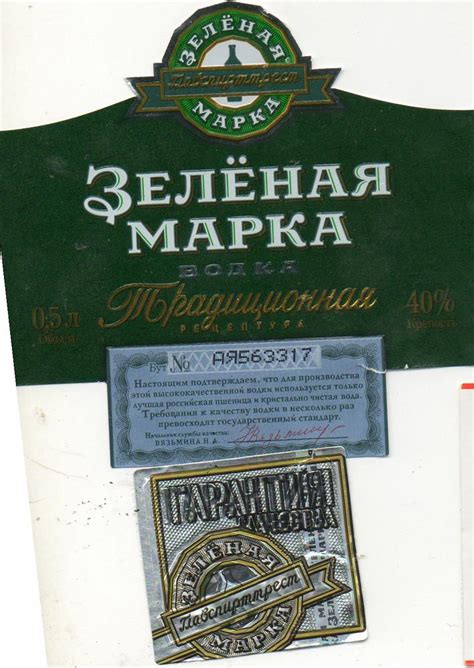 ЗЕЛЁНАЯ
Главспирттрест
МАРКА
ЗЕЛЁНАЯ
МАРКА
ВОДКА
Традиционная
РЕЦЕПТУРА
0,5 л
Объем
40%
Крепость
Бут № АЯ563317
Настоящим подтверждаем, что для производства
этой высококачественной водки используется только
лучшая российская пшеница и кристально чистая вода.
Требования к качеству водки в несколько раз
превосходят государственный стандарт.
Начальник службы качества:
ВЯЗЬМИНА Н.А.
ГАРАНТИЯ
КАЧЕСТВА
ЗЕЛЁНАЯ
Главспирттрест
МАРКА